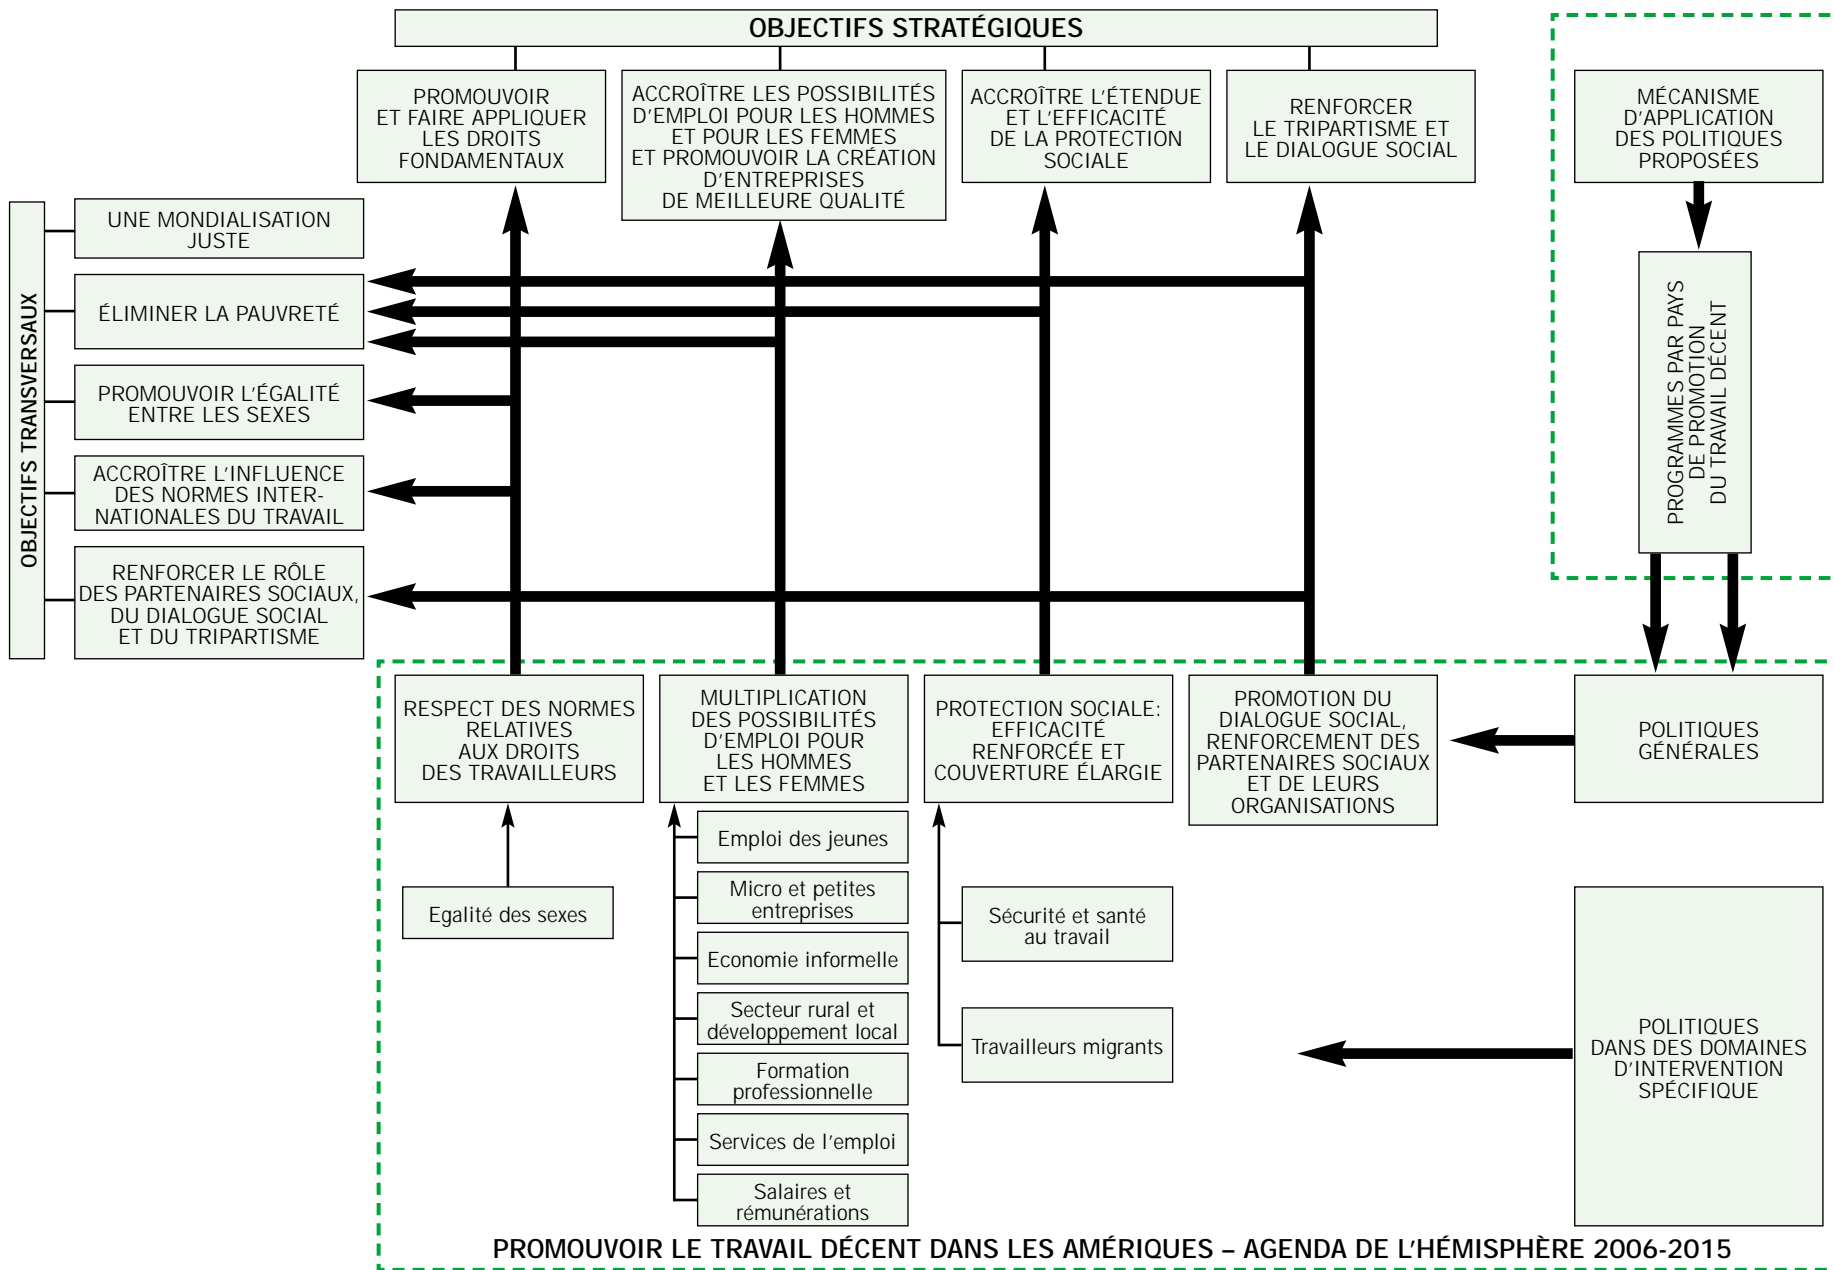 OBJECTIFS STRATÉGIQUES
PROMOUVOIR
ET FAIRE APPLIQUER
LES DROITS
FONDAMENTAUX
ACCROÎTRE LES POSSIBILITÉS
D'EMPLOI POUR LES HOMMES
ET POUR LES FEMMES
ET PROMOUVOIR LA CRÉATION
D'ENTREPRISES
DE MEILLEURE QUALITÉ
ACCROÎTRE L'ÉTENDUE
ET L'EFFICACITÉ
DE LA PROTECTION
SOCIALE
RENFORCER
LE TRIPARTISME ET
LE DIALOGUE SOCIAL
MÉCANISME
D'APPLICATION
DES POLITIQUES
PROPOSÉES
OBJECTIFS TRANSVERSAUX
UNE MONDIALISATION
JUSTE
ÉLIMINER LA PAUVRETÉ
PROMOUVOIR L'ÉGALITÉ
ENTRE LES SEXES
ACCROÎTRE L'INFLUENCE
DES NORMES INTER-
NATIONALES DU TRAVAIL
RENFORCER LE RÔLE
DES PARTENAIRES SOCIAUX,
DU DIALOGUE SOCIAL
ET DU TRIPARTISME
PROGRAMMES PAR PAYS
DE PROMOTION
DU TRAVAIL DÉCENT
RESPECT DES NORMES
RELATIVES
AUX DROITS
DES TRAVAILLEURS
MULTIPLICATION
DES POSSIBILITÉS
D'EMPLOI POUR
LES HOMMES
ET LES FEMMES
PROTECTION SOCIALE:
EFFICACITÉ
RENFORCÉE ET
COUVERTURE ÉLARGIE
PROMOTION DU
DIALOGUE SOCIAL,
RENFORCEMENT DES
PARTENAIRES SOCIAUX
ET DE LEURS
ORGANISATIONS
POLITIQUES
GÉNÉRALES
Egalité des sexes
Emploi des jeunes
Micro et petites
entreprises
Economie informelle
Secteur rural et
développement local
Formation
professionnelle
Services de l'emploi
Salaires et
rémunérations
Sécurité et santé
au travail
Travailleurs migrants
POLITIQUES
DANS DES DOMAINES
D'INTERVENTION
SPÉCIFIQUE
PROMOUVOIR LE TRAVAIL DÉCENT DANS LES AMÉRIQUES – AGENDA DE L'HÉMISPHÈRE 2006-2015